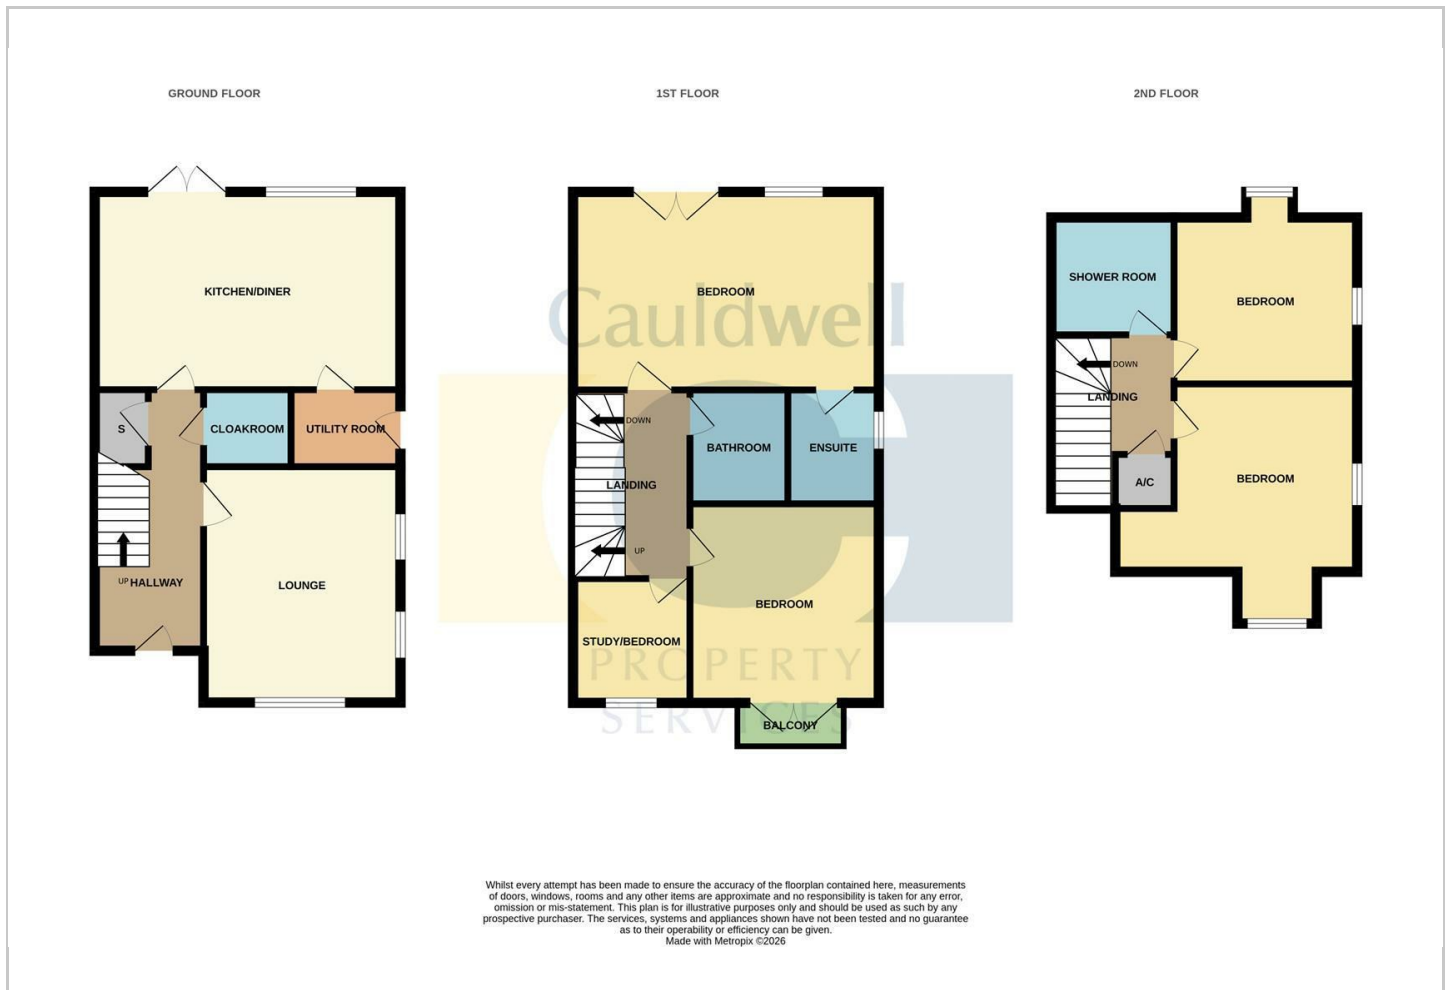 GROUND FLOOR
1ST FLOOR
2ND FLOOR
KITCHEN/DINER
S
CLOAKROOM
UTILITY ROOM
UP
HALLWAY
LOUNGE
BEDROOM
Cauldwell
DOWN
BATHROOM
ENSUITE
LANDING
UP
BEDROOM
STUDY/BEDROOM
PROPERTY
SERVICES
BALCONY
SHOWER ROOM
BEDROOM
DOWN
LANDING
A/C
BEDROOM
Whilst every attempt has been made to ensure the accuracy of the floorplan contained here, measurements
of doors, windows, rooms and any other items are approximate and no responsibility is taken for any error,
omission or mis-statement. This plan is for illustrative purposes only and should be used as such by any
prospective purchaser. The services, systems and appliances shown have not been tested and no guarantee
as to their operability or efficiency can be given.
Made with Metropix ©2026